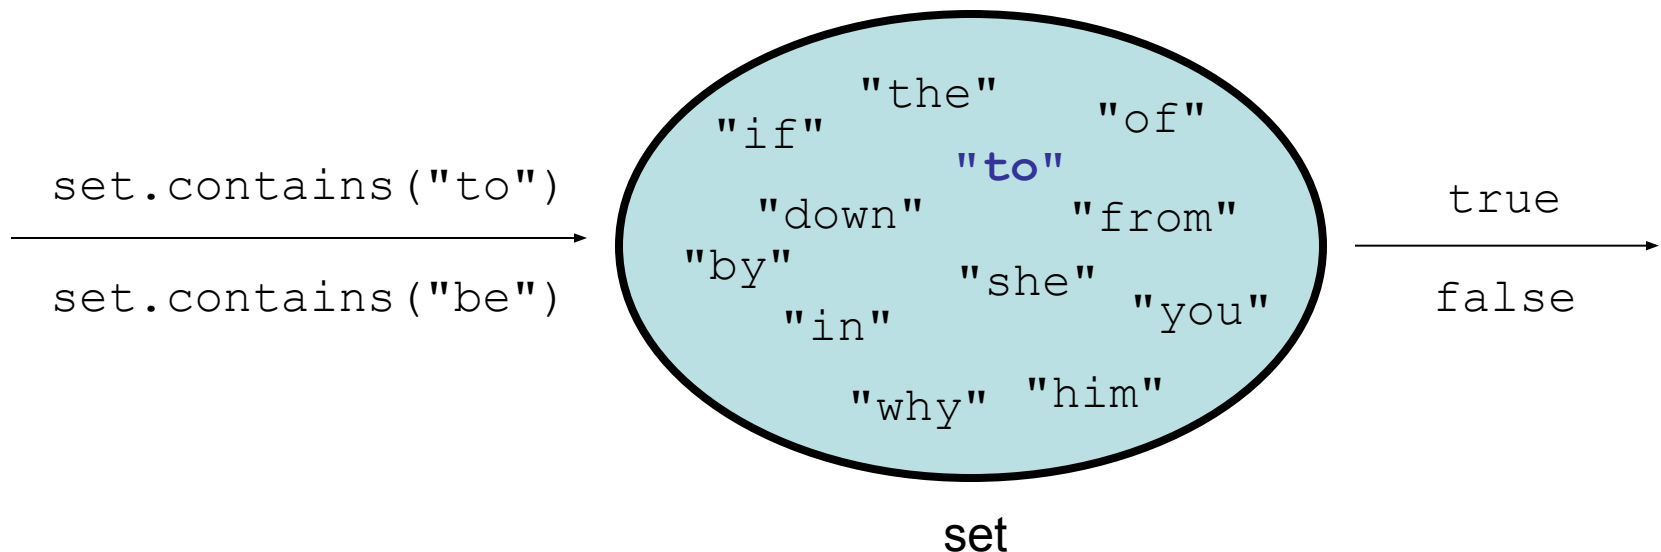 set.contains("to")
set.contains("be")
"the"
"of"
"if"
"to"
"down"
"from"
"by"
"she"
"you"
"in"
"why"
"him"
true
false
set